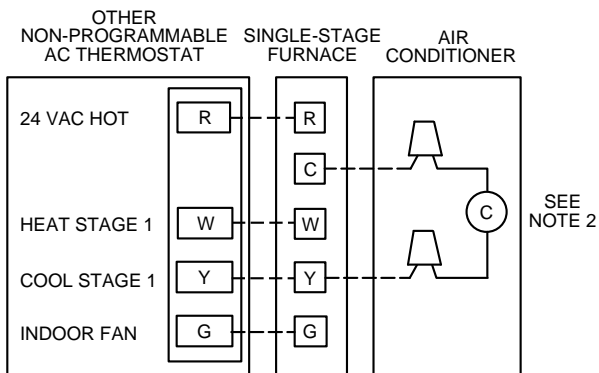 OTHER
NON-PROGRAMMABLE
AC THERMOSTAT
SINGLE-STAGE
FURNACE
AIR
CONDITIONER
24 VAC HOT
R
R
C
HEAT STAGE 1
W
W
COOL STAGE 1
Y
Y
INDOOR FAN
G
G
C
SEE
NOTE 2